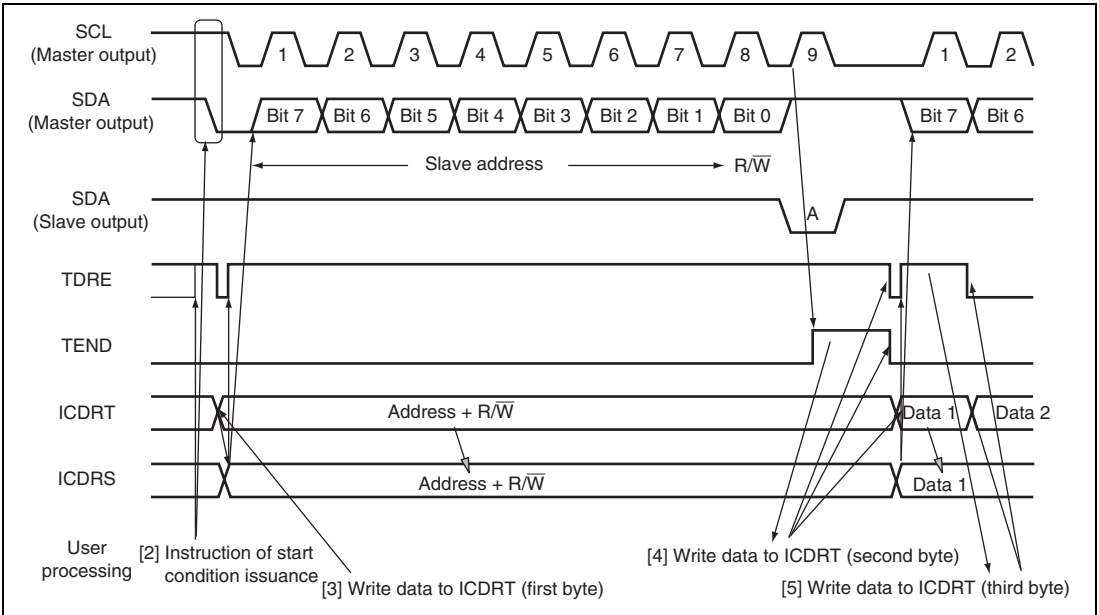 SCL
(Master output)
1 2 3 4 5 6 7 8 9 1 2
SDA
(Master output)
Bit 7 Bit 6 Bit 5 Bit 4 Bit 3 Bit 2 Bit 1 Bit 0 Bit 7 Bit 6
Slave address R/W̅
SDA
(Slave output)
A
TDRE
TEND
ICDRT
Address + R/W̅ Data 1 Data 2
ICDRS
Address + R/W̅ Data 1
User
processing
[2] Instruction of start
condition issuance
[3] Write data to ICDRT (first byte)
[4] Write data to ICDRT (second byte)
[5] Write data to ICDRT (third byte)